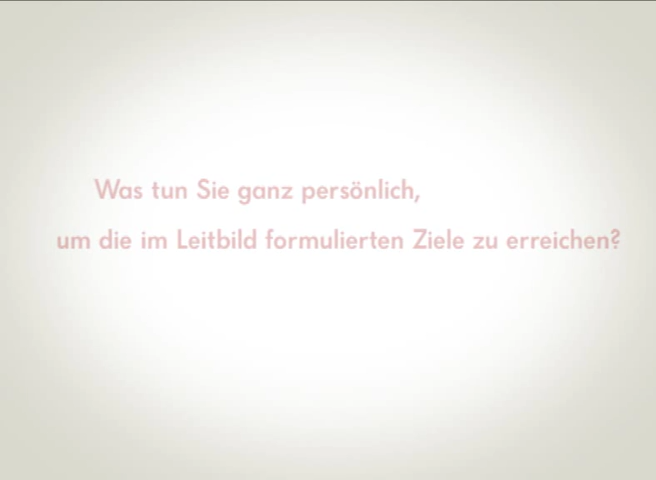 Was tun Sie ganz persönlich,
um die im Leitbild formulierten Ziele zu erreichen?